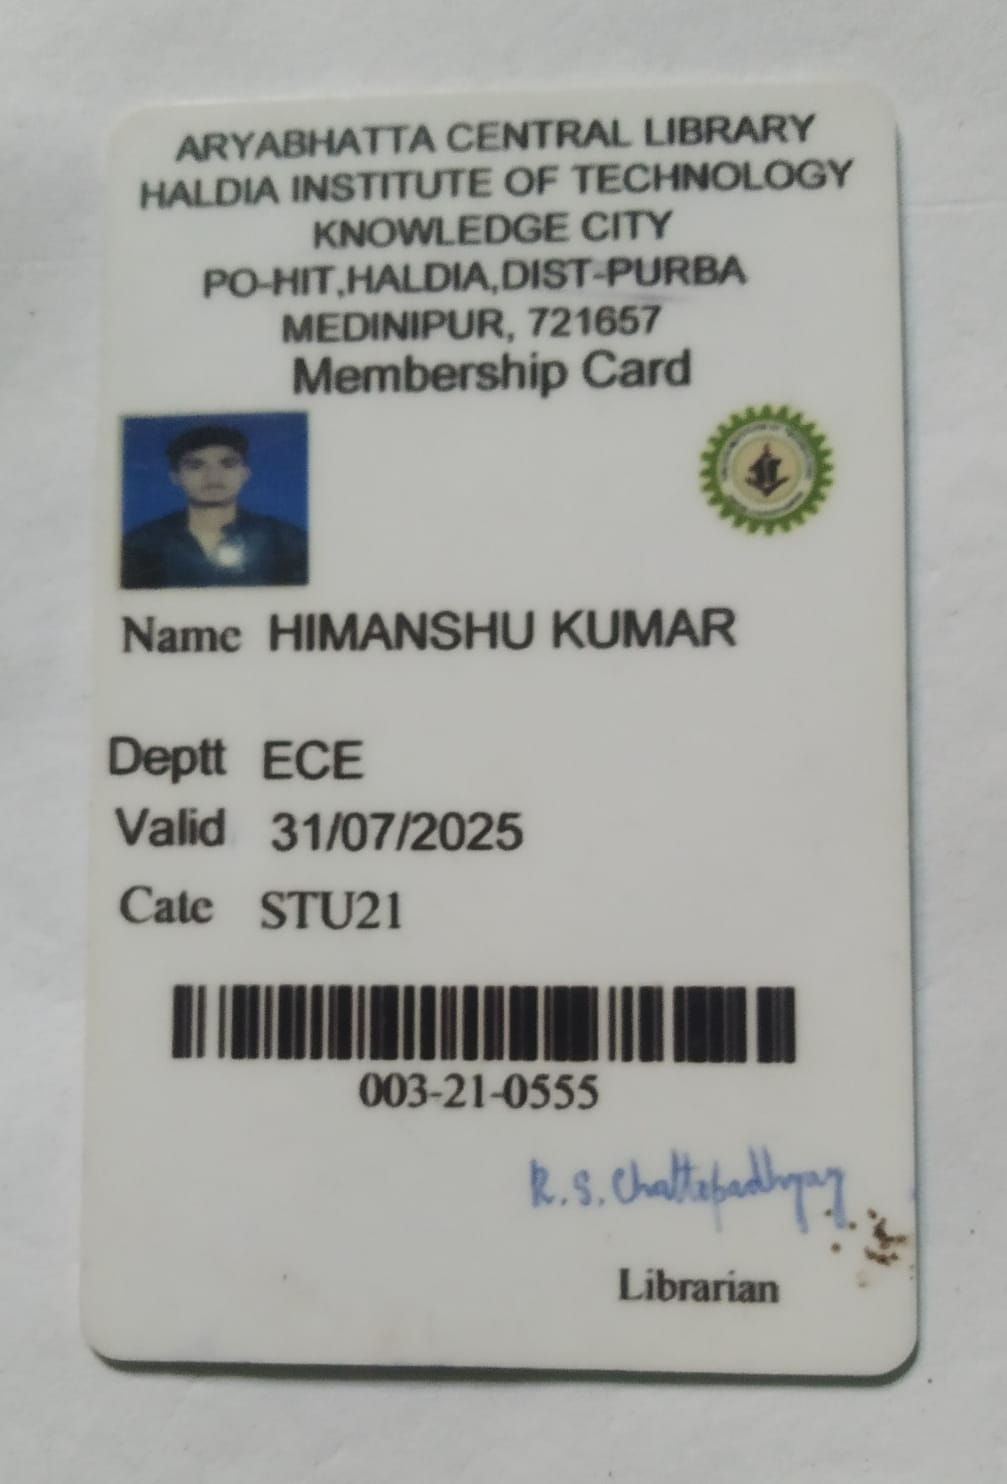 ARYABHATTA CENTRAL LIBRARY
HALDIA INSTITUTE OF TECHNOLOGY
KNOWLEDGE CITY
PO-HIT,HALDIA,DIST-PURBA
MEDINIPUR, 721657
Membership Card
Name HIMANSHU KUMAR
Deptt ECE
Valid 31/07/2025
Cate STU21
003-21-0555
R. S. Chattopadhyay
Librarian